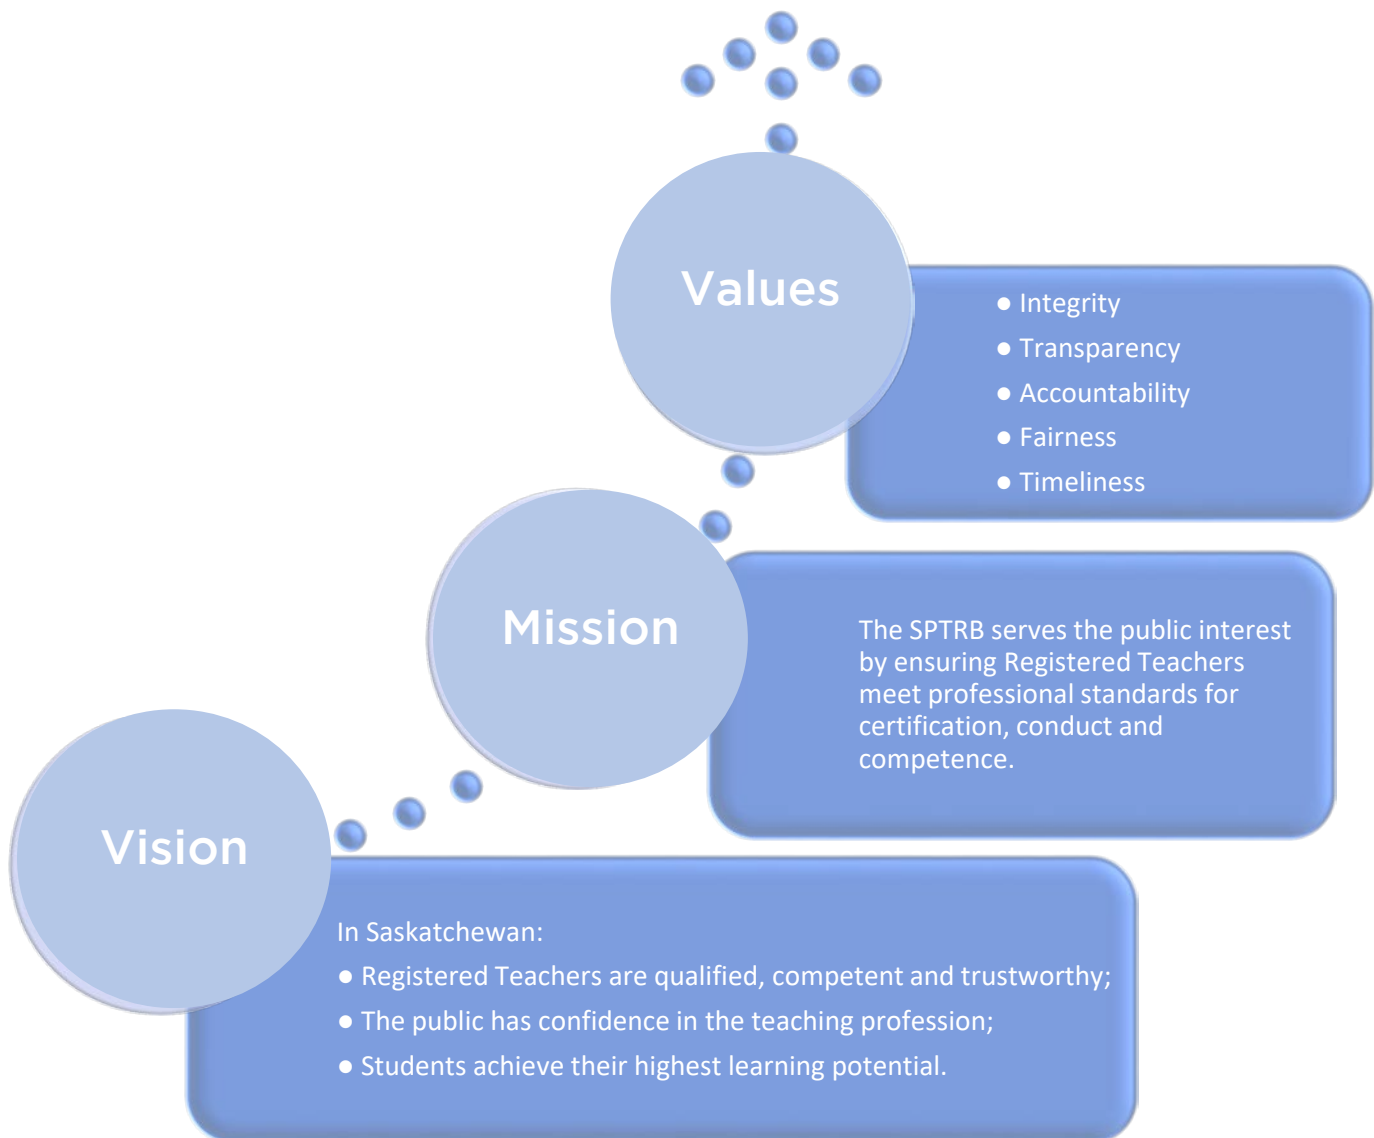 Values
● Integrity
● Transparency
● Accountability
● Fairness
● Timeliness
Mission
The SPTRB serves the public interest
by ensuring Registered Teachers
meet professional standards for
certification, conduct and
competence.
Vision
In Saskatchewan:
● Registered Teachers are qualified, competent and trustworthy;
● The public has confidence in the teaching profession;
● Students achieve their highest learning potential.